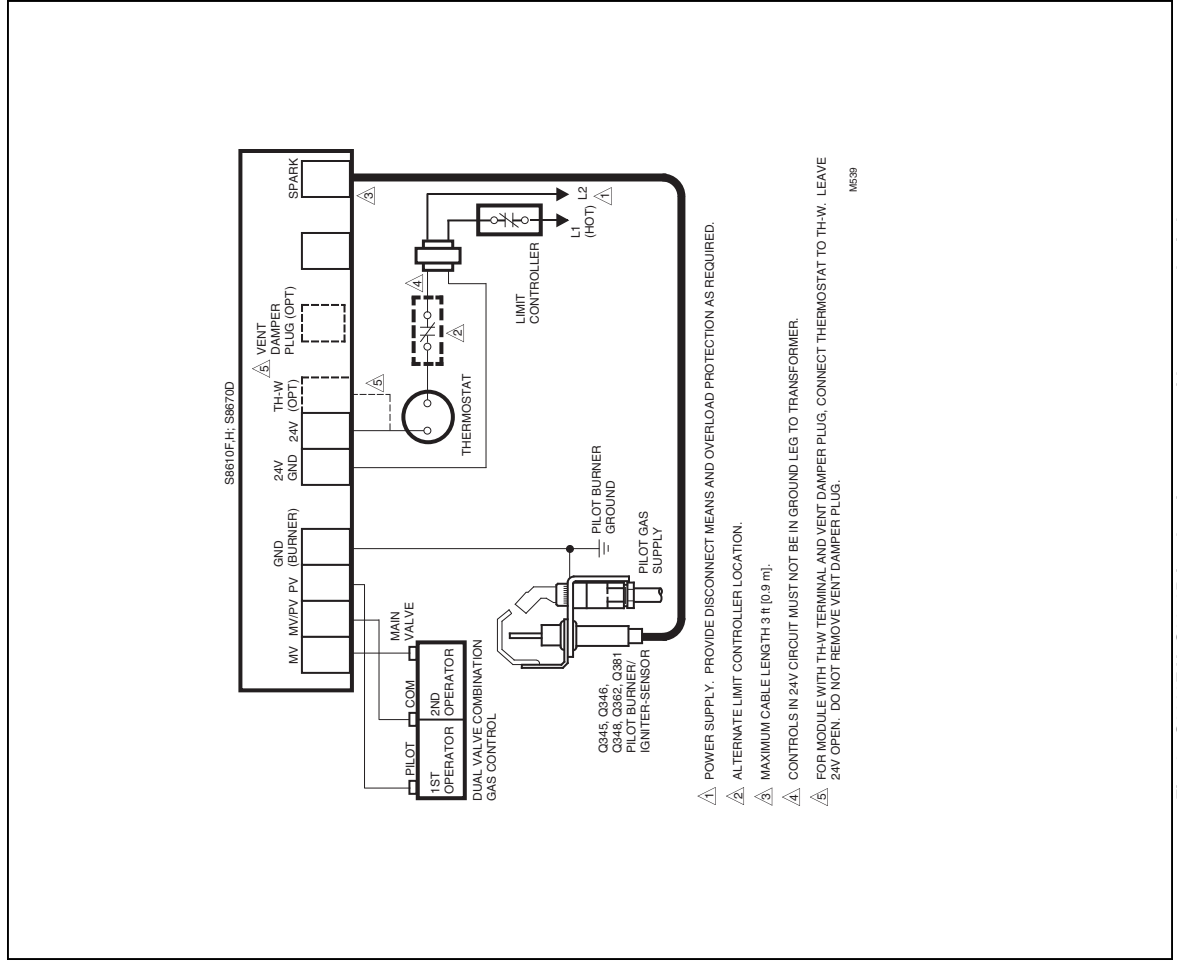 S8610F,H; S8670D
MV
MV/PV
PV
GND
(BURNER)
24V
GND
24V
TH-W
(OPT)
5
VENT
DAMPER
PLUG (OPT)
SPARK
3
5
4
2
1
MAIN
VALVE
PILOT
COM
1ST
OPERATOR
2ND
OPERATOR
DUAL VALVE COMBINATION
GAS CONTROL
THERMOSTAT
LIMIT
CONTROLLER
L1
(HOT)
L2
PILOT BURNER
GROUND
PILOT GAS
SUPPLY
Q345, Q346,
Q348, Q362, Q381
PILOT BURNER/
IGNITER-SENSOR
1 POWER SUPPLY. PROVIDE DISCONNECT MEANS AND OVERLOAD PROTECTION AS REQUIRED.
2 ALTERNATE LIMIT CONTROLLER LOCATION.
3 MAXIMUM CABLE LENGTH 3 ft [0.9 m].
4 CONTROLS IN 24V CIRCUIT MUST NOT BE IN GROUND LEG TO TRANSFORMER.
5 FOR MODULE WITH TH-W TERMINAL AND VENT DAMPER PLUG, CONNECT THERMOSTAT TO TH-W. LEAVE
24V OPEN. DO NOT REMOVE VENT DAMPER PLUG.
M539